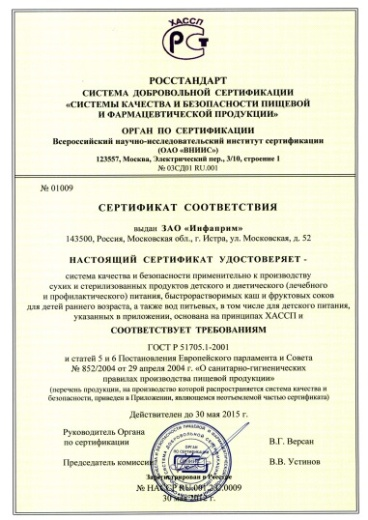 ХАССП
РСТ
РОССТАНДАРТ
СИСТЕМА ДОБРОВОЛЬНОЙ СЕРТИФИКАЦИИ
«СИСТЕМЫ КАЧЕСТВА И БЕЗОПАСНОСТИ ПИЩЕВОЙ
И ФАРМАЦЕВТИЧЕСКОЙ ПРОДУКЦИИ»
ОРГАН ПО СЕРТИФИКАЦИИ
Всероссийский научно-исследовательский институт сертификации
(ОАО «ВНИИС»)
123557, Москва, Электрический пер., 3/10, строение 1
№ 03СД01 RU.001
№ 01009
СЕРТИФИКАТ СООТВЕТСТВИЯ
выдан ЗАО «Инфаприм»
143500, Россия, Московская обл., г. Истра, ул. Московская, д. 52
НАСТОЯЩИЙ СЕРТИФИКАТ УДОСТОВЕРЯЕТ -
система качества и безопасности применительно к производству
сухих и стерилизованных продуктов детского и диетического (лечебного
и профилактического) питания, быстрорастворимых каш и фруктовых соков
для детей раннего возраста, а также вод питьевых, в том числе для детского питания,
указанных в приложении, основана на принципах ХАССП и
СООТВЕТСТВУЕТ ТРЕБОВАНИЯМ
ГОСТ Р 51705.1-2001
и статей 5 и 6 Постановления Европейского парламента и Совета
№ 852/2004 от 29 апреля 2004 г. «О санитарно-гигиенических
правилах производства пищевой продукции»
(перечень продукции, на производство которой распространяется система качества и
безопасности, приведен в Приложении, являющемся неотъемлемой частью сертификата)
Действителен до 30 мая 2015 г.
Руководитель Органа
по сертификации
В.Г. Версан
Председатель комиссии
В.В. Устинов
Зарегистрирован в Реестре
№ НАССР RU.001.2.С.0009
30 мая 2012 г.